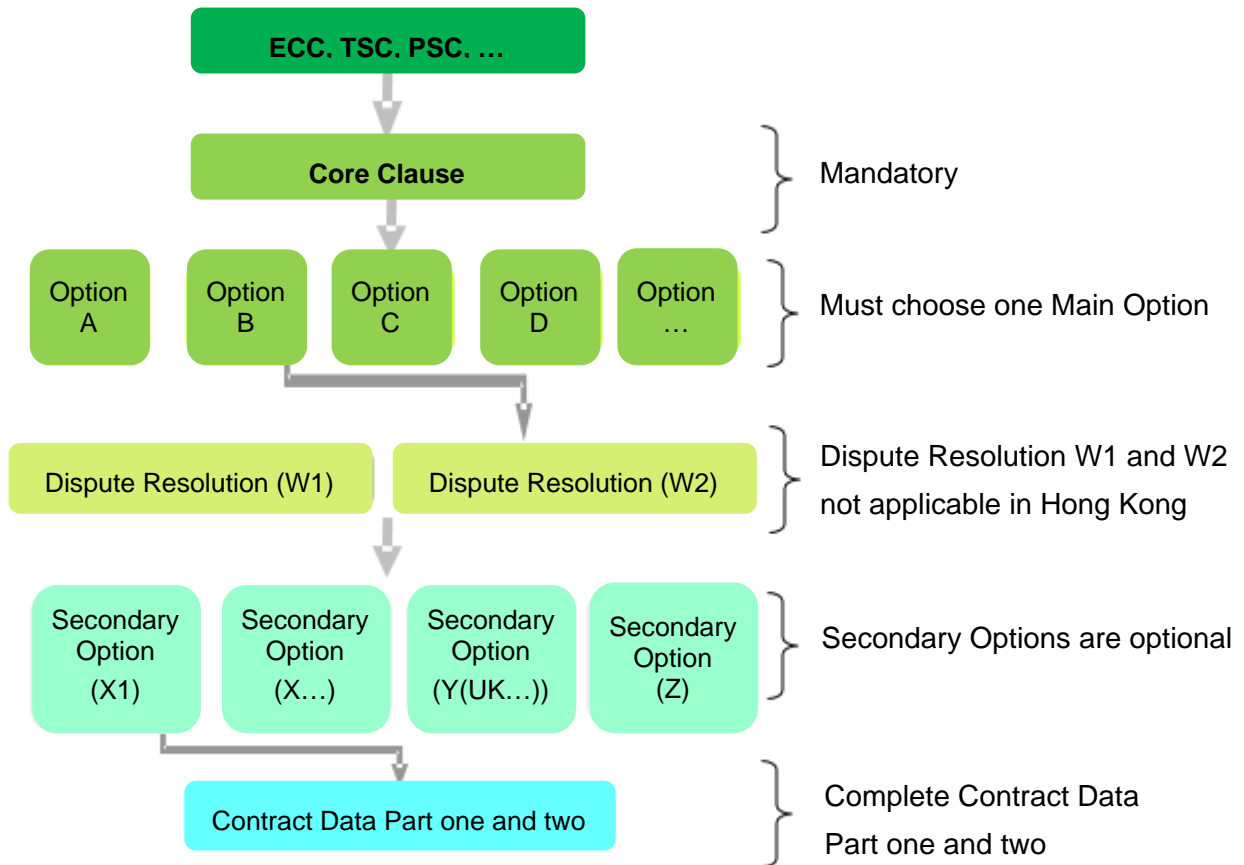 ECC, TSC, PSC, …
Core Clause
Mandatory
Option
A
Option
B
Option
C
Option
D
Option
…
Must choose one Main Option
Dispute Resolution (W1)
Dispute Resolution (W2)
Dispute Resolution W1 and W2
not applicable in Hong Kong
Secondary
Option
(X1)
Secondary
Option
(X…)
Secondary
Option
(Y(UK…))
Secondary
Option
(Z)
Secondary Options are optional
Contract Data Part one and two
Complete Contract Data
Part one and two